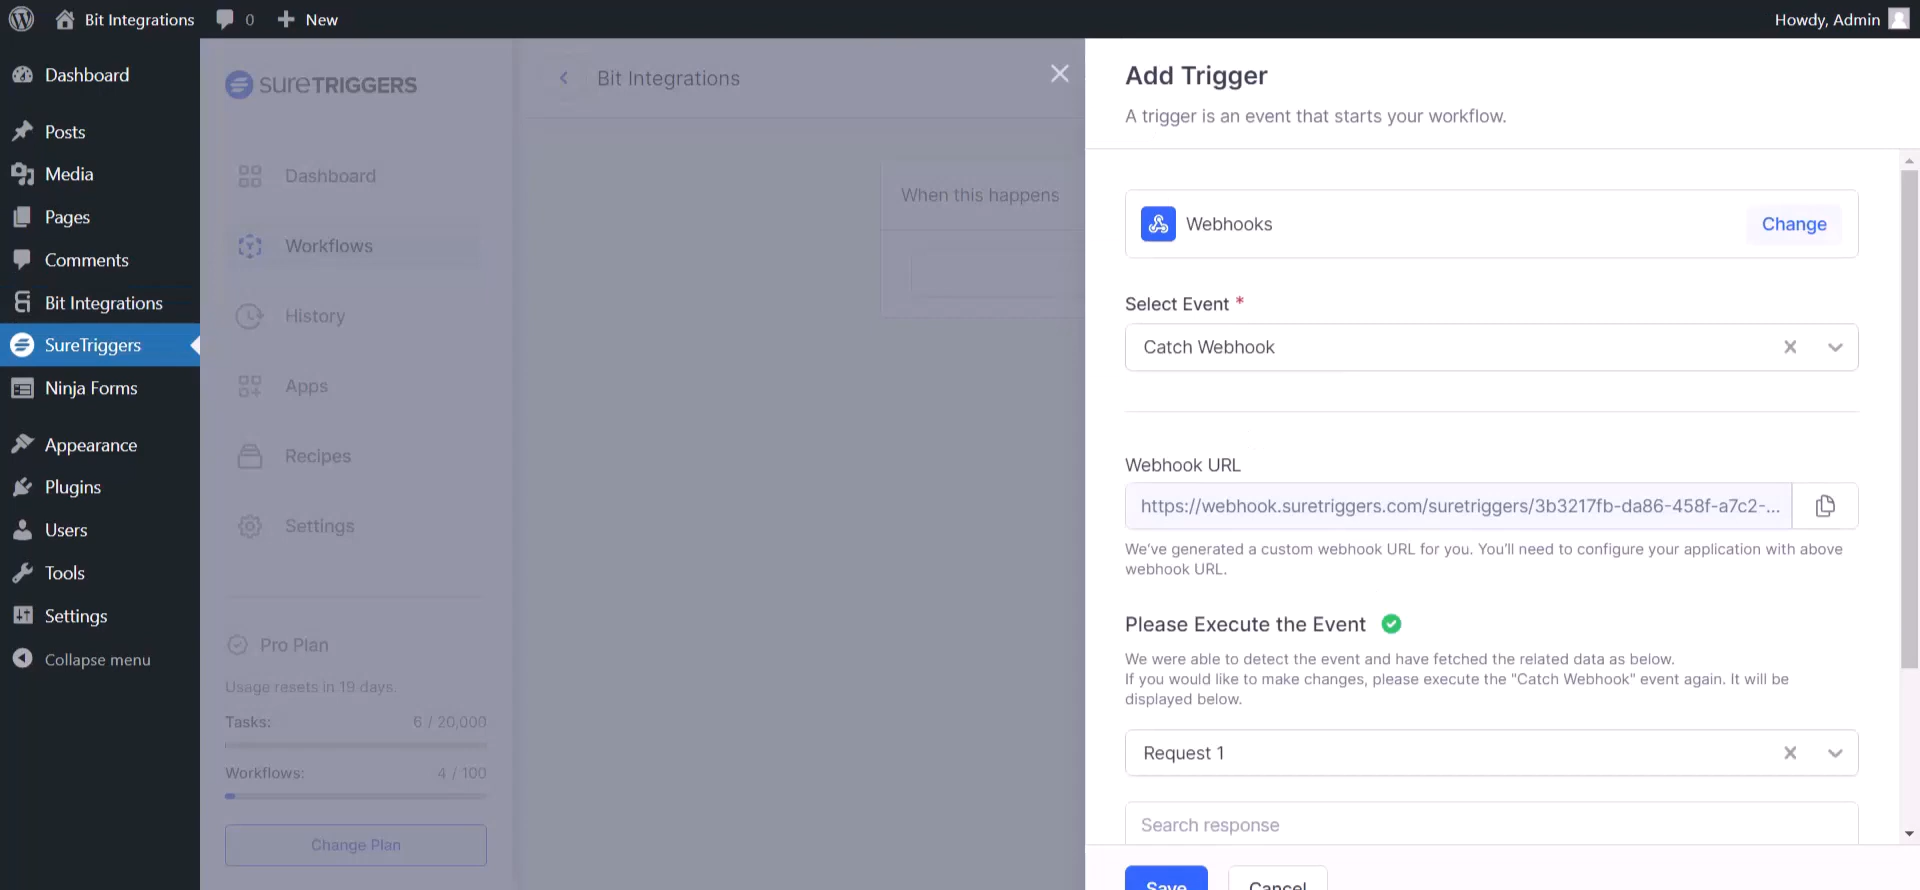 Bit Integrations
0
New
Howdy, Admin
Dashboard
Posts
Media
Pages
Comments
Bit Integrations
SureTriggers
Ninja Forms
Appearance
Plugins
Users
Tools
Settings
Collapse menu
sureTRIGGERS
Dashboard
Workflows
History
Apps
Recipes
Settings
Pro Plan
Usage resets in 19 days.
Tasks: 6 / 20,000
Workflows: 4 / 100
Change Plan
Bit Integrations
When this happens
Add Trigger
A trigger is an event that starts your workflow.
Webhooks
Change
Select Event *
Catch Webhook
Webhook URL
https://webhook.suretriggers.com/suretriggers/3b3217fb-da86-458f-a7c2-...
We've generated a custom webhook URL for you. You'll need to configure your application with above
webhook URL.
Please Execute the Event
We were able to detect the event and have fetched the related data as below.
If you would like to make changes, please execute the "Catch Webhook" event again. It will be
displayed below.
Request 1
Search response
Save
Cancel